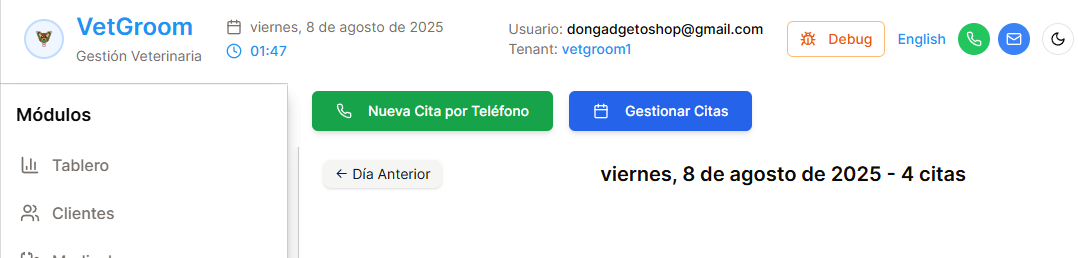 VetGroom
Gestión Veterinaria
viernes, 8 de agosto de 2025
01:47
Usuario: dongadgetoshop@gmail.com
Tenant: vetgroom1
Debug
English
Módulos
Tablero
Clientes
Nueva Cita por Teléfono
Gestionar Citas
← Día Anterior
viernes, 8 de agosto de 2025 - 4 citas